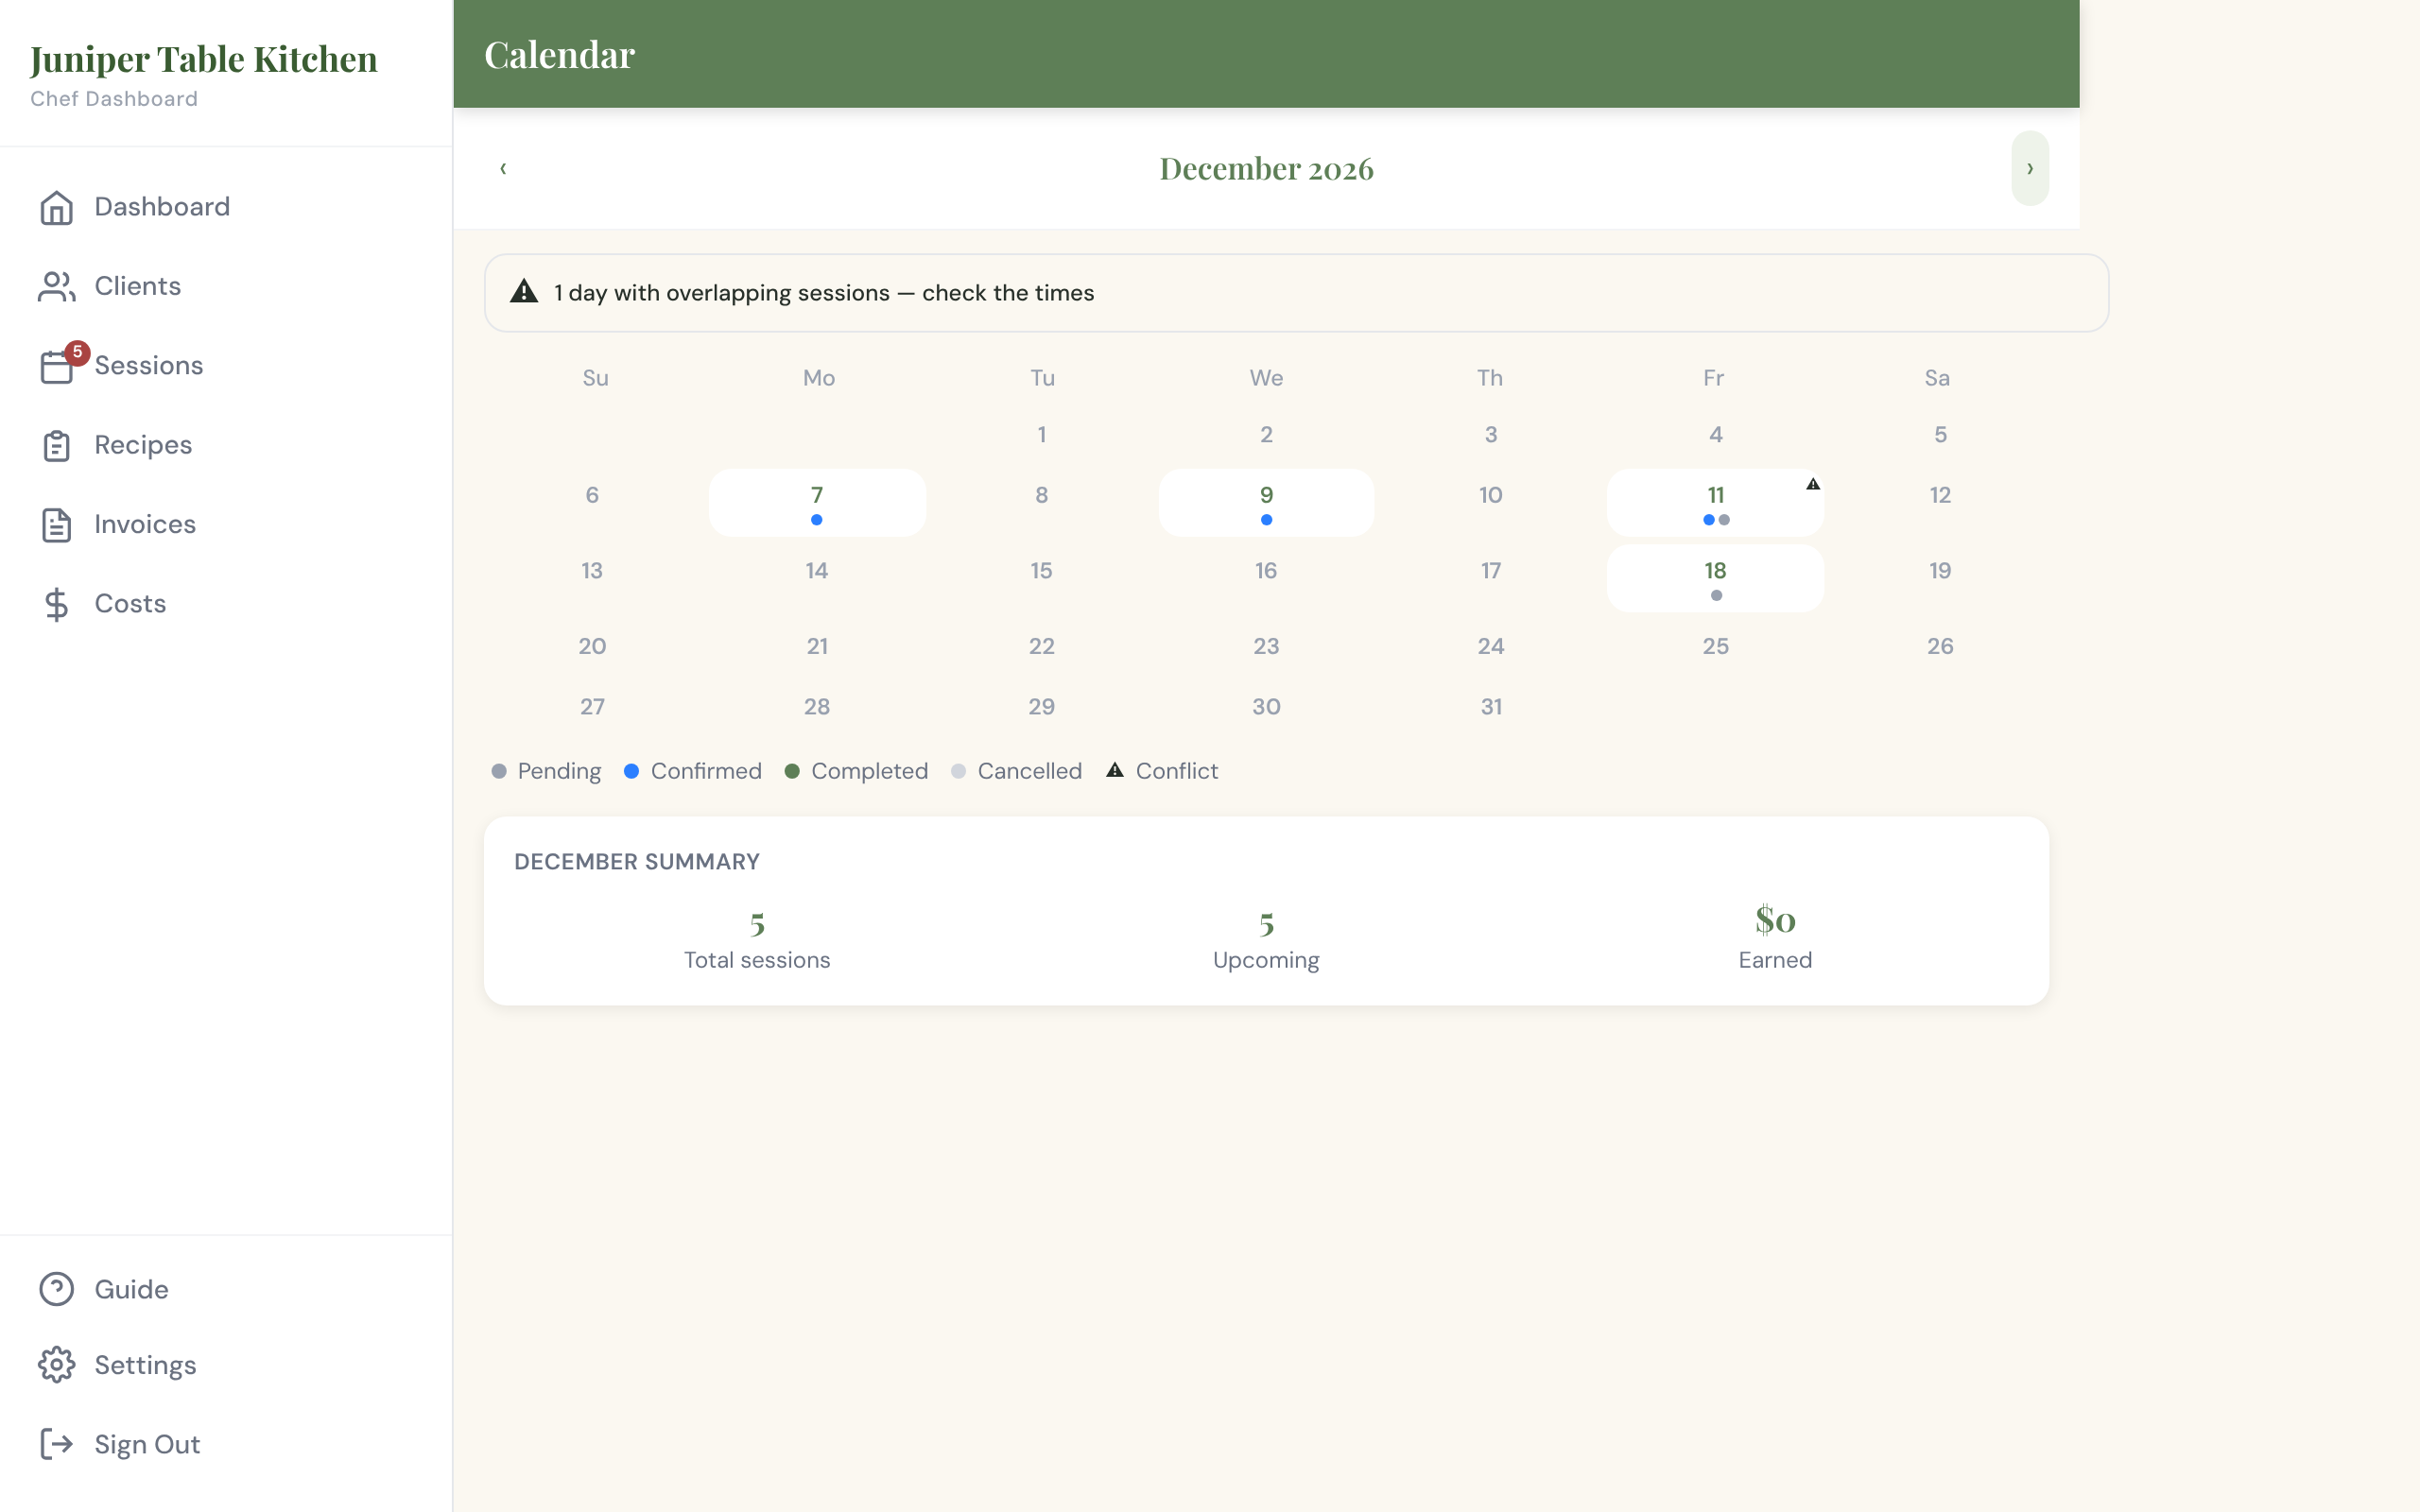 Juniper Table Kitchen
Chef Dashboard
Dashboard
Clients
5
Sessions
Recipes
Invoices
Costs
Guide
Settings
Sign Out
Calendar
‹ December 2026 ›
1 day with overlapping sessions — check the times
Su Mo Tu We Th Fr Sa
1 2 3 4 5
6 7 8 9 10 11 12
13 14 15 16 17 18 19
20 21 22 23 24 25 26
27 28 29 30 31
Pending Confirmed Completed Cancelled Conflict
DECEMBER SUMMARY
5 5 $0
Total sessions Upcoming Earned